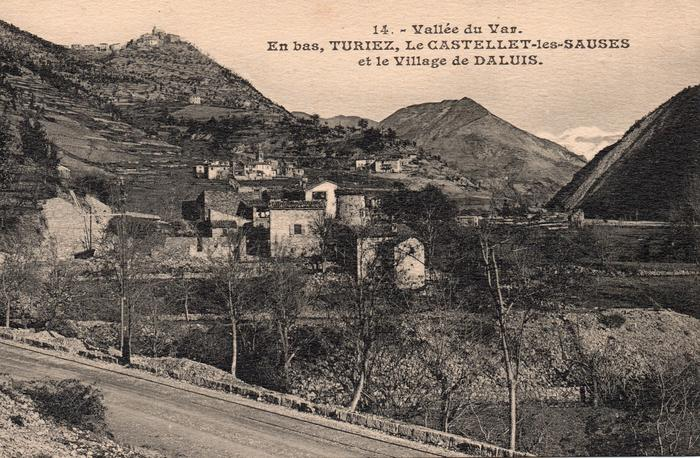 14. - Vallée du Var.
En bas, TURIEZ, Le CASTELLET-les-SAUSES
et le Village de DALUIS.